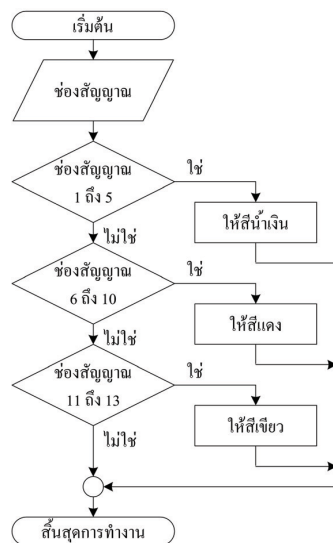 เริ่มต้น
ช่องสัญญาณ
ช่องสัญญาณ
1 ถึง 5
ใช่
ให้สีน้ำเงิน
ไม่ใช่
ช่องสัญญาณ
6 ถึง 10
ใช่
ให้สีแดง
ไม่ใช่
ช่องสัญญาณ
11 ถึง 13
ใช่
ให้สีเขียว
ไม่ใช่
สิ้นสุดการทำงาน